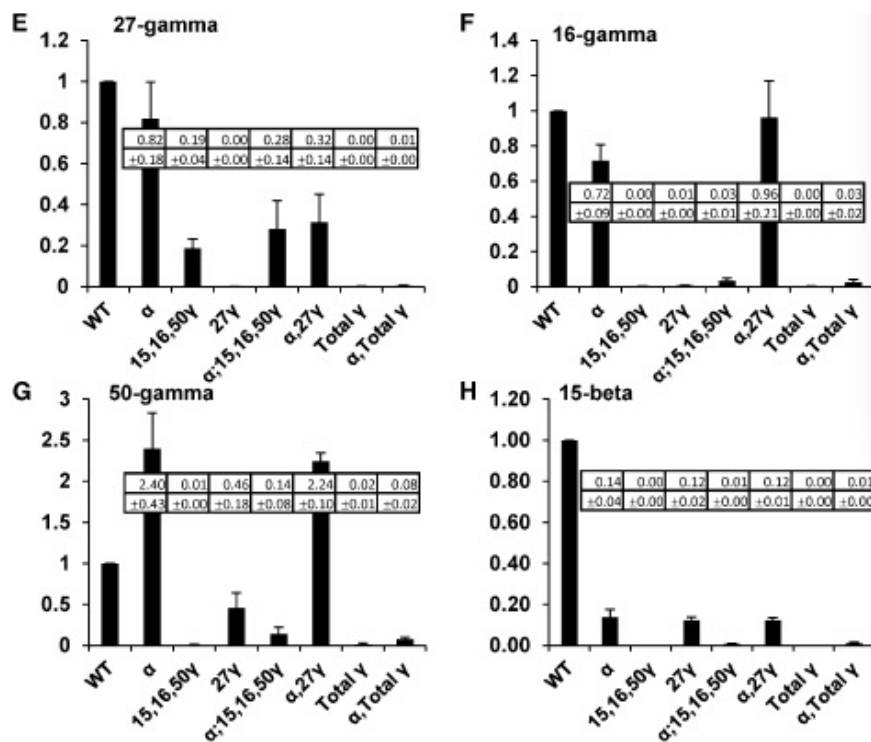 E
27-gamma
1.2
1
0.8
0.6
0.4
0.2
0
0.82 0.19 0.00 0.28 0.32 0.00 0.01
±0.18 ±0.04 ±0.00 ±0.14 ±0.14 ±0.00 ±0.00
WT α 15,16,50γ 27γ α;15,16,50γ α,27γ Total γ α,Total γ
F
16-gamma
1.4
1.2
1
0.8
0.6
0.4
0.2
0
0.72 0.00 0.01 0.03 0.96 0.00 0.03
±0.09 ±0.00 ±0.00 ±0.01 ±0.21 ±0.00 ±0.02
WT α 15,16,50γ 27γ α;15,16,50γ α,27γ Total γ α,Total γ
G
50-gamma
3
2.5
2
1.5
1
0.5
0
2.40 0.01 0.46 0.14 2.24 0.02 0.08
±0.43 ±0.00 ±0.18 ±0.08 ±0.10 ±0.01 ±0.02
WT α 15,16,50γ 27γ α;15,16,50γ α,27γ Total γ α,Total γ
H
15-beta
1.20
1.00
0.80
0.60
0.40
0.20
0.00
0.14 0.00 0.12 0.01 0.12 0.00 0.01
±0.04 ±0.00 ±0.02 ±0.00 ±0.01 ±0.00 ±0.00
WT α 15,16,50γ 27γ α;15,16,50γ α,27γ Total γ α,Total γ